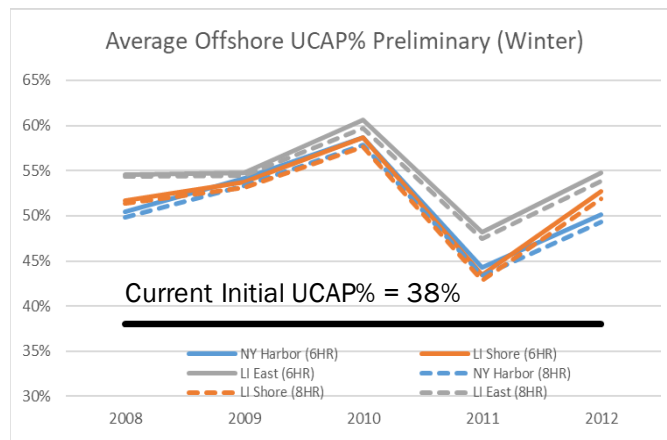 Average Offshore UCAP% Preliminary (Winter)
65%
60%
55%
50%
45%
40%
35%
30%
Current Initial UCAP% = 38%
NY Harbor (6HR) LI Shore (6HR)
LI East (6HR) NY Harbor (8HR)
LI Shore (8HR) LI East (8HR)
2008 2009 2010 2011 2012